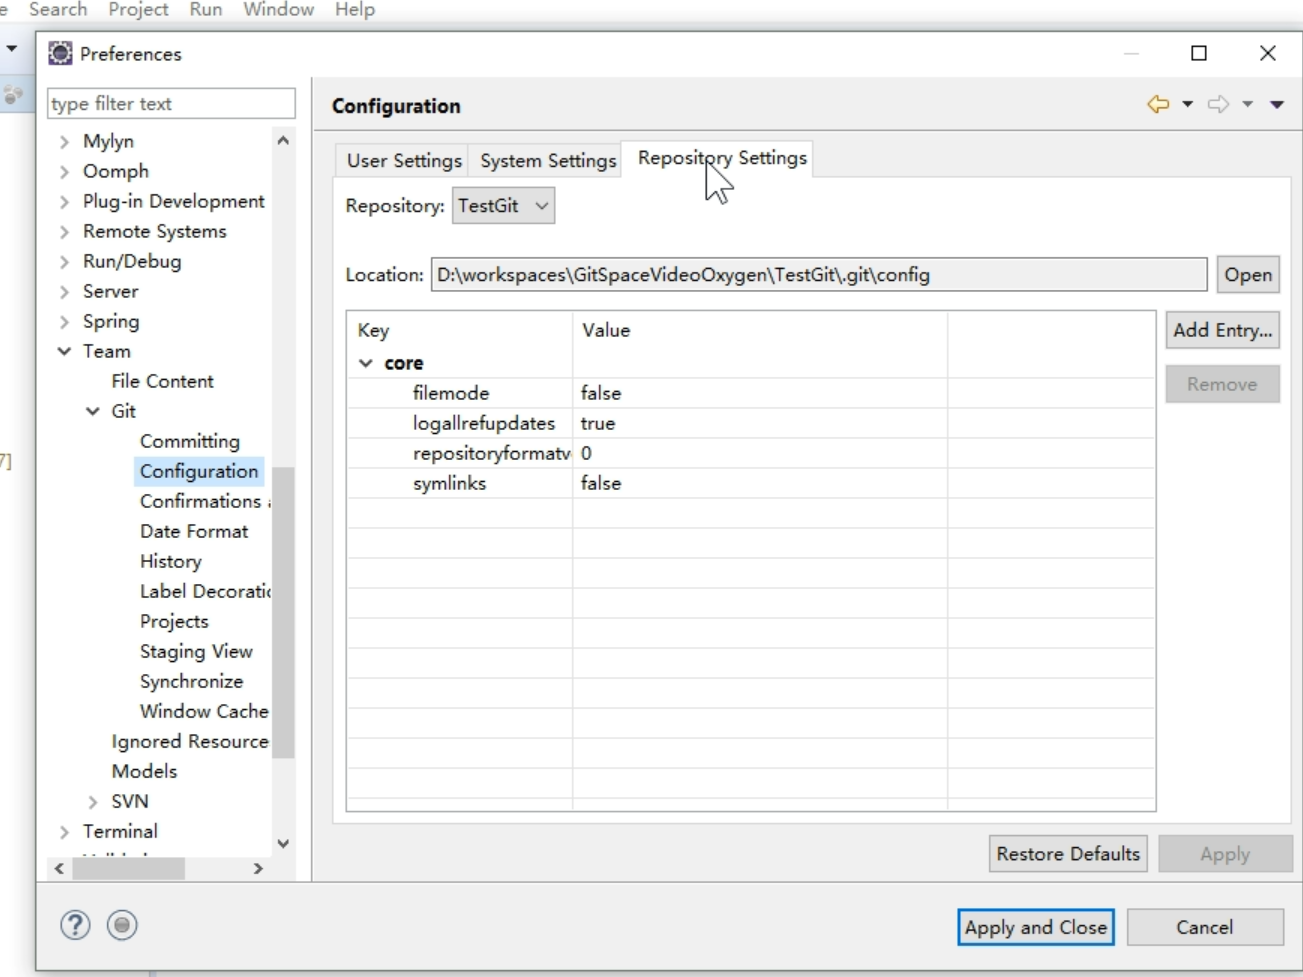 Search Project Run Window Help
Preferences
type filter text
Configuration
Mylyn
Oomph
Plug-in Development
Remote Systems
Run/Debug
Server
Spring
Team
File Content
Git
Committing
Configuration
Confirmations
Date Format
History
Label Decoratic
Projects
Staging View
Synchronize
Window Cache
Ignored Resource
Models
SVN
Terminal
User Settings System Settings Repository Settings
Repository: TestGit
Location: D:\workspaces\GitSpaceVideoOxygen\TestGit\.git\config Open
Key Value
core
filemode false
logallrefupdates true
repositoryformatv 0
symlinks false
Add Entry...
Remove
Restore Defaults Apply
Apply and Close Cancel
7]